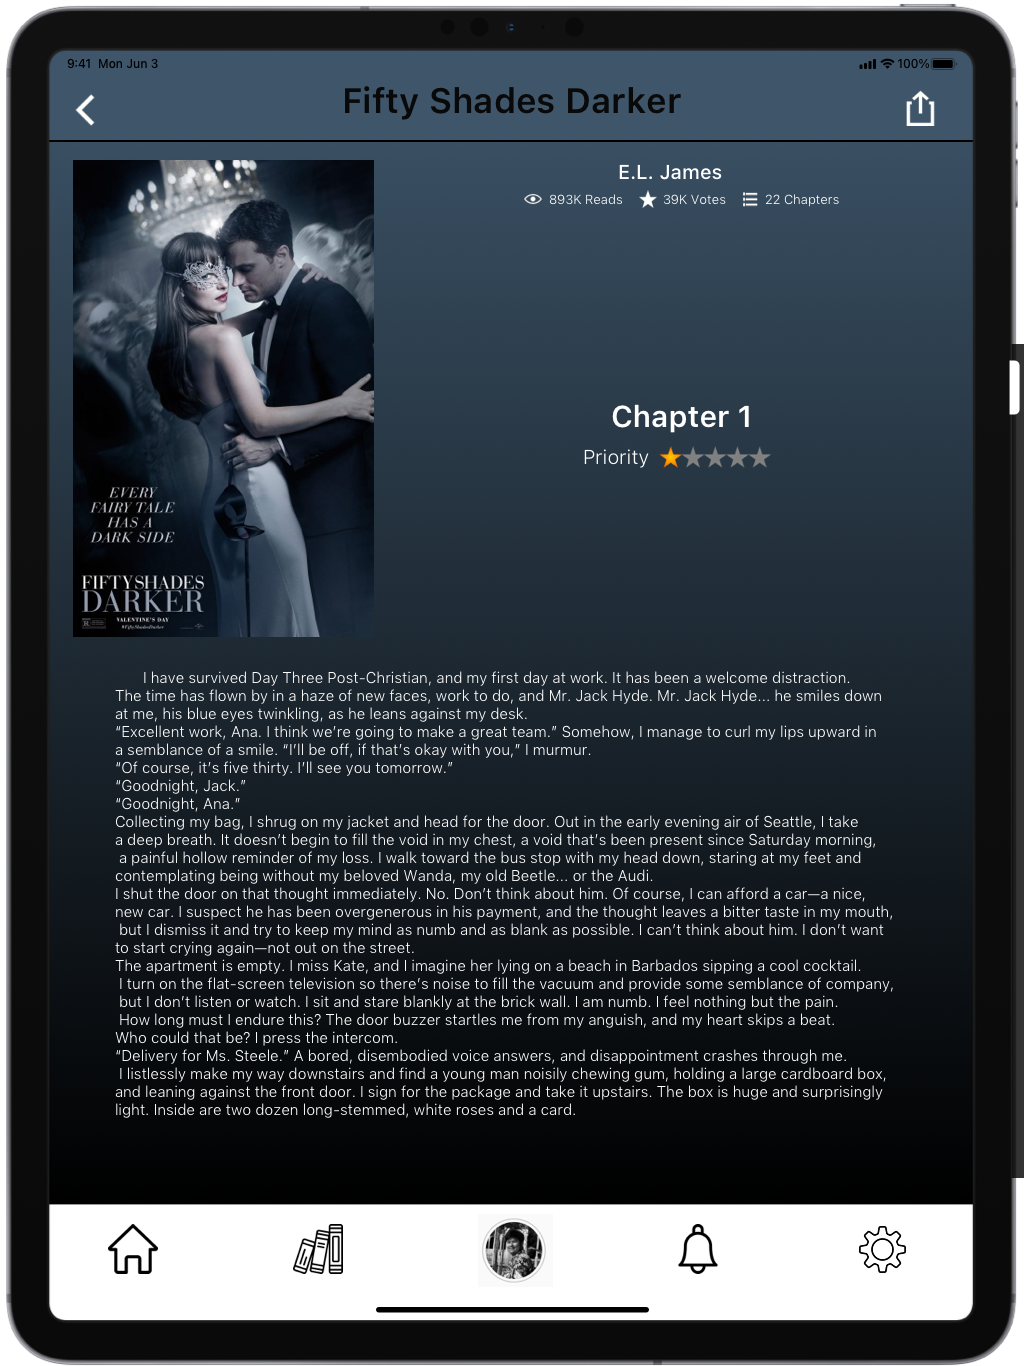 9:41 Mon Jun 3
100%
Fifty Shades Darker
E.L. James
893K Reads 39K Votes 22 Chapters
Chapter 1
Priority
EVERY
FAIRY TALE
HAS A
DARK SIDE
FIFTY SHADES
DARKER
VALENTINE'S DAY
#FiftyShadesDarker
I have survived Day Three Post-Christian, and my first day at work. It has been a welcome distraction.
The time has flown by in a haze of new faces, work to do, and Mr. Jack Hyde. Mr. Jack Hyde... he smiles down
at me, his blue eyes twinkling, as he leans against my desk.
“Excellent work, Ana. I think we’re going to make a great team.” Somehow, I manage to curl my lips upward in
a semblance of a smile. “I’ll be off, if that’s okay with you,” I murmur.
“Of course, it’s five thirty. I’ll see you tomorrow.”
“Goodnight, Jack.”
“Goodnight, Ana.”
Collecting my bag, I shrug on my jacket and head for the door. Out in the early evening air of Seattle, I take
a deep breath. It doesn’t begin to fill the void in my chest, a void that’s been present since Saturday morning,
a painful hollow reminder of my loss. I walk toward the bus stop with my head down, staring at my feet and
contemplating being without my beloved Wanda, my old Beetle... or the Audi.
I shut the door on that thought immediately. No. Don’t think about him. Of course, I can afford a car—a nice,
new car. I suspect he has been overgenerous in his payment, and the thought leaves a bitter taste in my mouth,
but I dismiss it and try to keep my mind as numb and as blank as possible. I can’t think about him. I don’t want
to start crying again—not out on the street.
The apartment is empty. I miss Kate, and I imagine her lying on a beach in Barbados sipping a cool cocktail.
I turn on the flat-screen television so there’s noise to fill the vacuum and provide some semblance of company,
but I don’t listen or watch. I sit and stare blankly at the brick wall. I am numb. I feel nothing but the pain.
How long must I endure this? The door buzzer startles me from my anguish, and my heart skips a beat.
Who could that be? I press the intercom.
“Delivery for Ms. Steele.” A bored, disembodied voice answers, and disappointment crashes through me.
I listlessly make my way downstairs and find a young man noisily chewing gum, holding a large cardboard box,
and leaning against the front door. I sign for the package and take it upstairs. The box is huge and surprisingly
light. Inside are two dozen long-stemmed, white roses and a card.